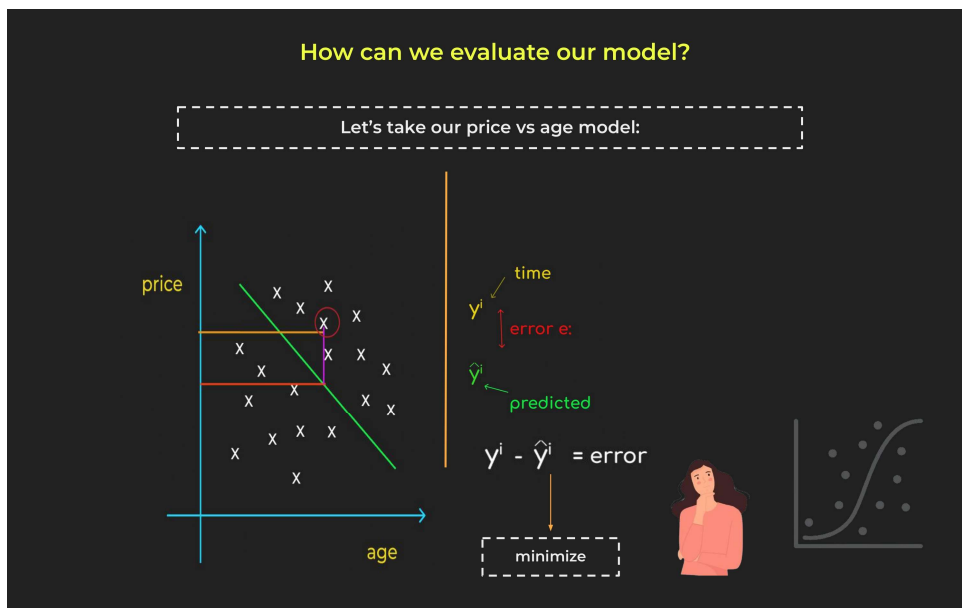 How can we evaluate our model?
Let's take our price vs age model:
price
age
time
yⁱ
error e:
ŷⁱ
predicted
yⁱ - ŷⁱ = error
minimize